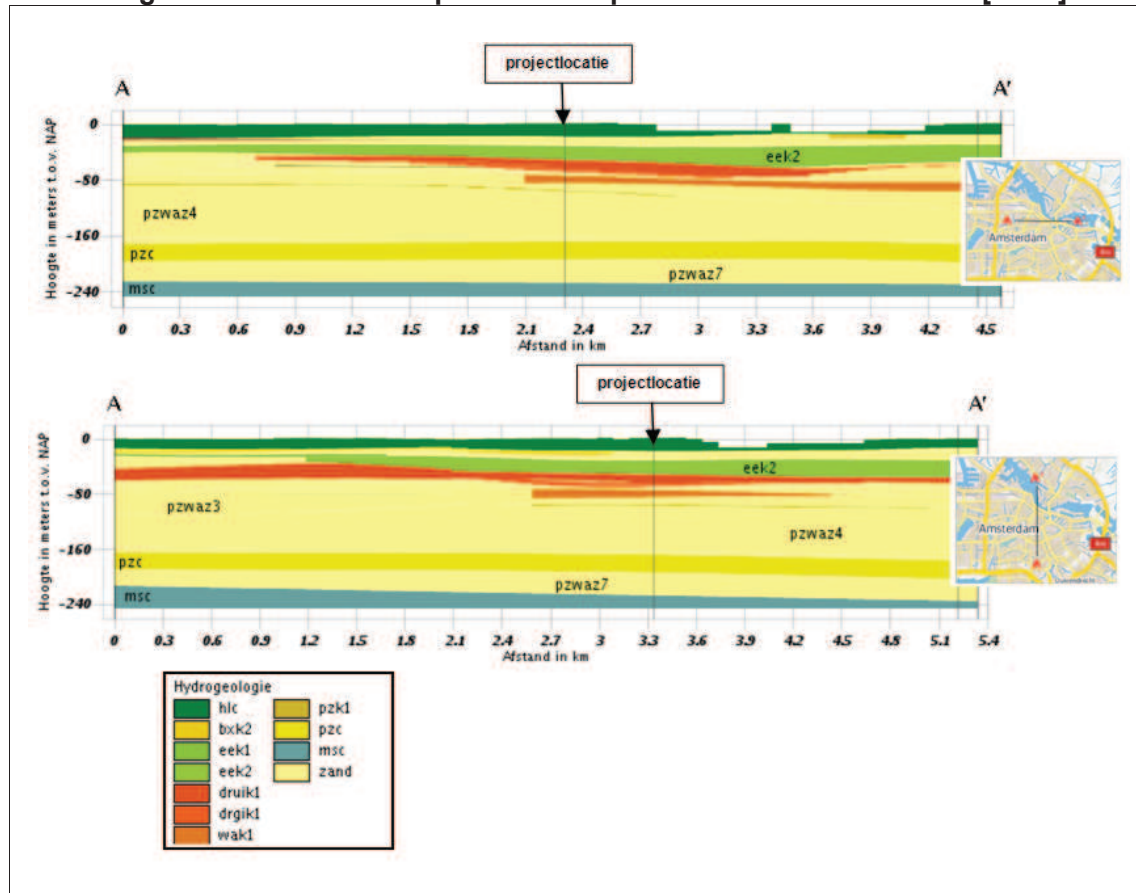 projectlocatie
A A'
Hoogte in meters t.o.v. NAP
0
-80
-160
-240
eek2
pzwaz4
pzc
pzwaz7
msc
Amsterdam
0 0.3 0.6 0.9 1.2 1.5 1.8 2.1 2.4 2.7 3 3.3 3.6 3.9 4.2 4.5
Afstand in km
projectlocatie
A A'
Hoogte in meters t.o.v. NAP
0
-80
-160
-240
eek2
pzwaz3
pzwaz4
pzc
pzwaz7
msc
Amsterdam
0 0.3 0.6 0.9 1.2 1.5 1.8 2.1 2.4 2.7 3 3.3 3.6 3.9 4.2 4.5 4.8 5.1 5.4
Afstand in km
Hydrogeologie
hlc pzk1
bxk2 pzc
eek1 msc
eek2 zand
druik1
drgik1
wak1